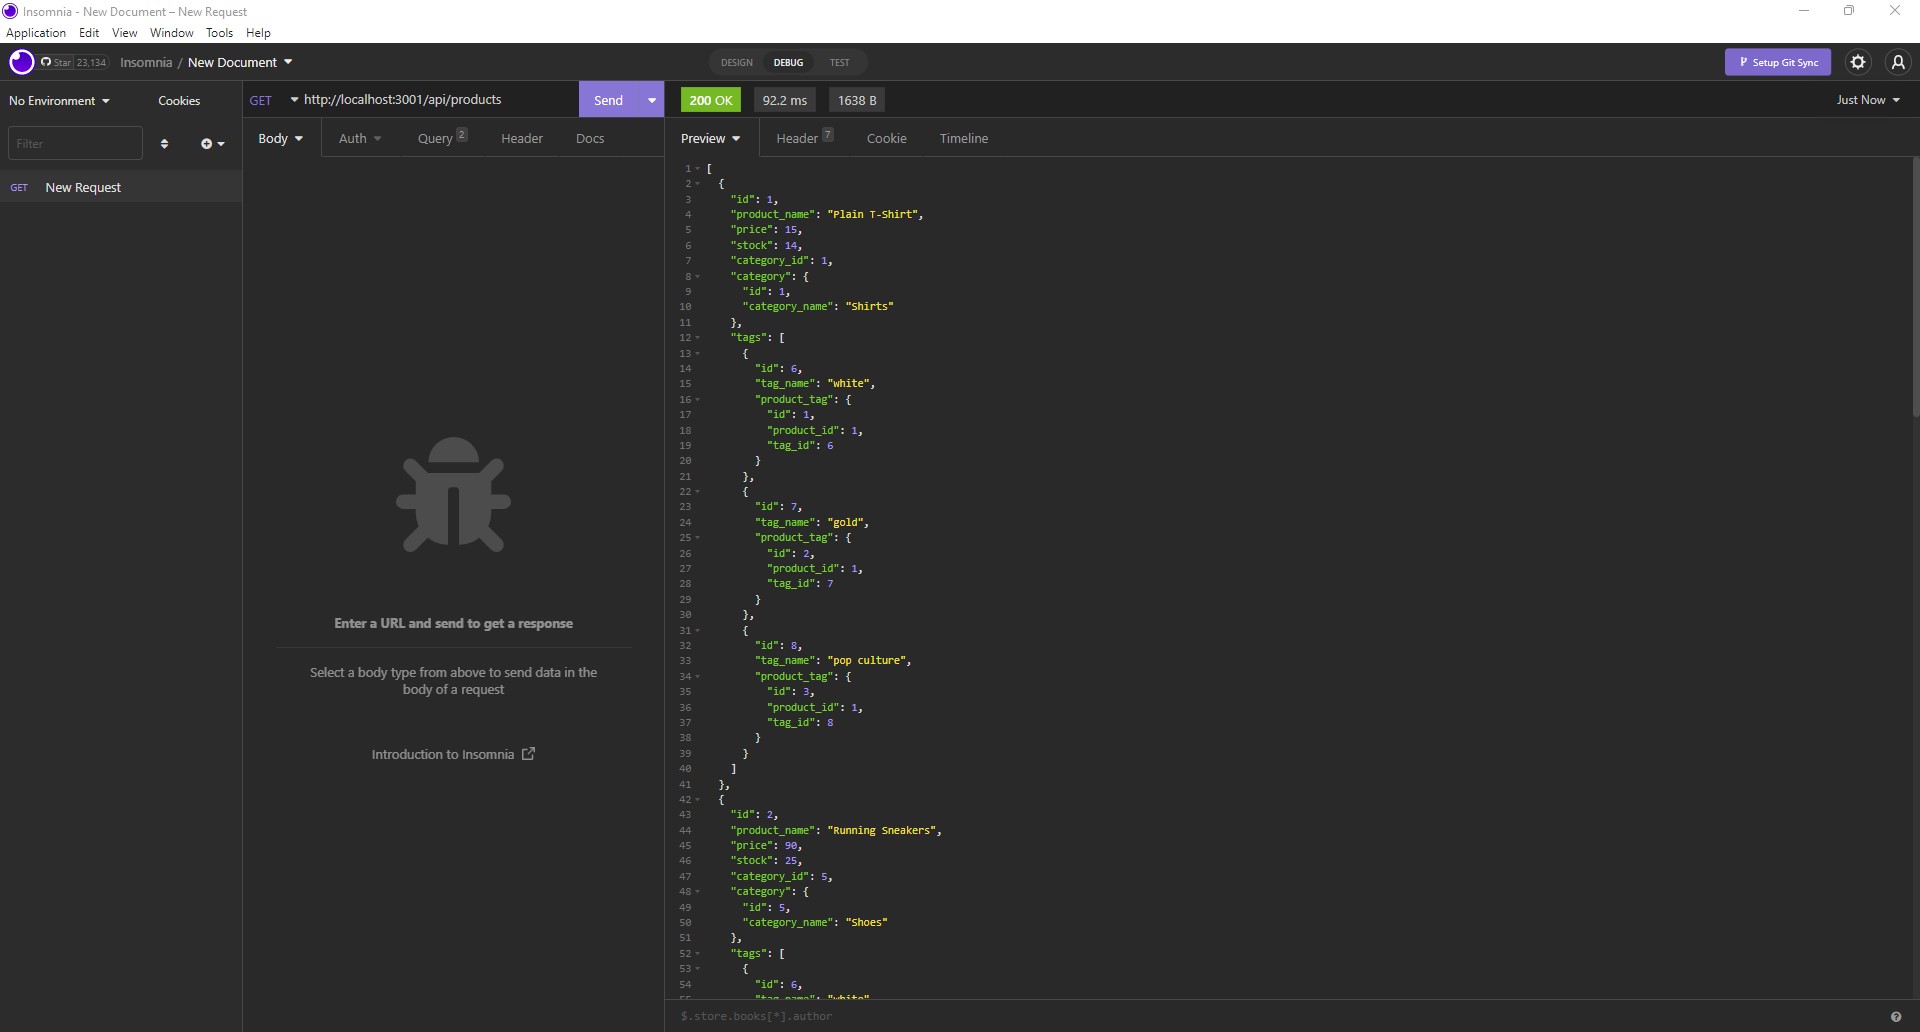 Insomnia - New Document – New Request
Application Edit View Window Tools Help
Star 23,134 Insomnia / New Document DESIGN DEBUG TEST Setup Git Sync
No Environment Cookies
Filter
GET New Request
GET http://localhost:3001/api/products Send
Body Auth Query 2 Header Docs
Enter a URL and send to get a response
Select a body type from above to send data in the
body of a request
Introduction to Insomnia
200 OK 92.2 ms 1638 B Just Now
Preview Header 7 Cookie Timeline
1 [
2 {
3 "id": 1,
4 "product_name": "Plain T-Shirt",
5 "price": 15,
6 "stock": 14,
7 "category_id": 1,
8 "category": {
9 "id": 1,
10 "category_name": "Shirts"
11 },
12 "tags": [
13 {
14 "id": 6,
15 "tag_name": "white",
16 "product_tag": {
17 "id": 1,
18 "product_id": 1,
19 "tag_id": 6
20 }
21 },
22 {
23 "id": 7,
24 "tag_name": "gold",
25 "product_tag": {
26 "id": 2,
27 "product_id": 1,
28 "tag_id": 7
29 }
30 },
31 {
32 "id": 8,
33 "tag_name": "pop culture",
34 "product_tag": {
35 "id": 3,
36 "product_id": 1,
37 "tag_id": 8
38 }
39 }
40 ]
41 },
42 {
43 "id": 2,
44 "product_name": "Running Sneakers",
45 "price": 90,
46 "stock": 25,
47 "category_id": 5,
48 "category": {
49 "id": 5,
50 "category_name": "Shoes"
51 },
52 "tags": [
53 {
54 "id": 6,
55 "tag_name": "white"
$.store.books[*].author